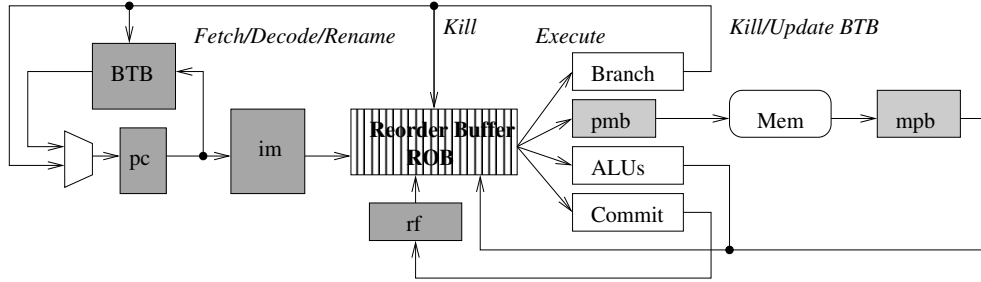 Fetch/Decode/Rename
Kill
Execute
Kill/Update BTB
BTB
Branch
pc
im
Reorder Buffer
ROB
pmb
Mem
mpb
ALUs
rf
Commit